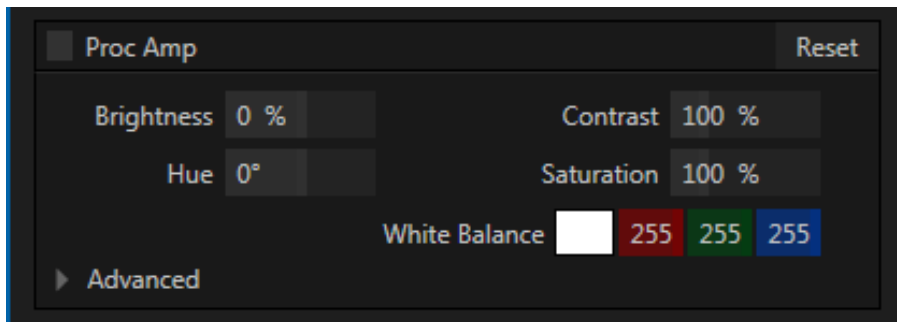 Proc Amp Reset
Brightness 0 % Contrast 100 %
Hue 0° Saturation 100 %
White Balance 255 255 255
Advanced